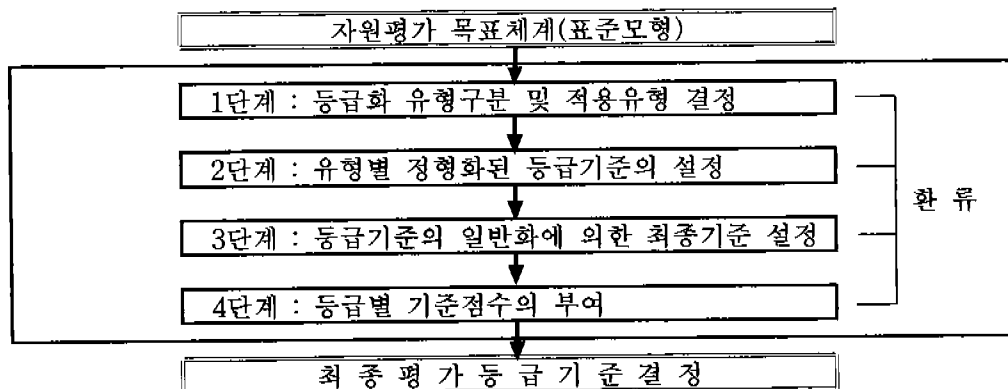 자원평가 목표체계(표준모형)
1단계 : 등급화 유형구분 및 적용유형 결정
2단계 : 유형별 정형화된 등급기준의 설정
3단계 : 등급기준의 일반화에 의한 최종기준 설정
4단계 : 등급별 기준점수의 부여
환 류
최 종 평 가 등 급 기 준 결 정